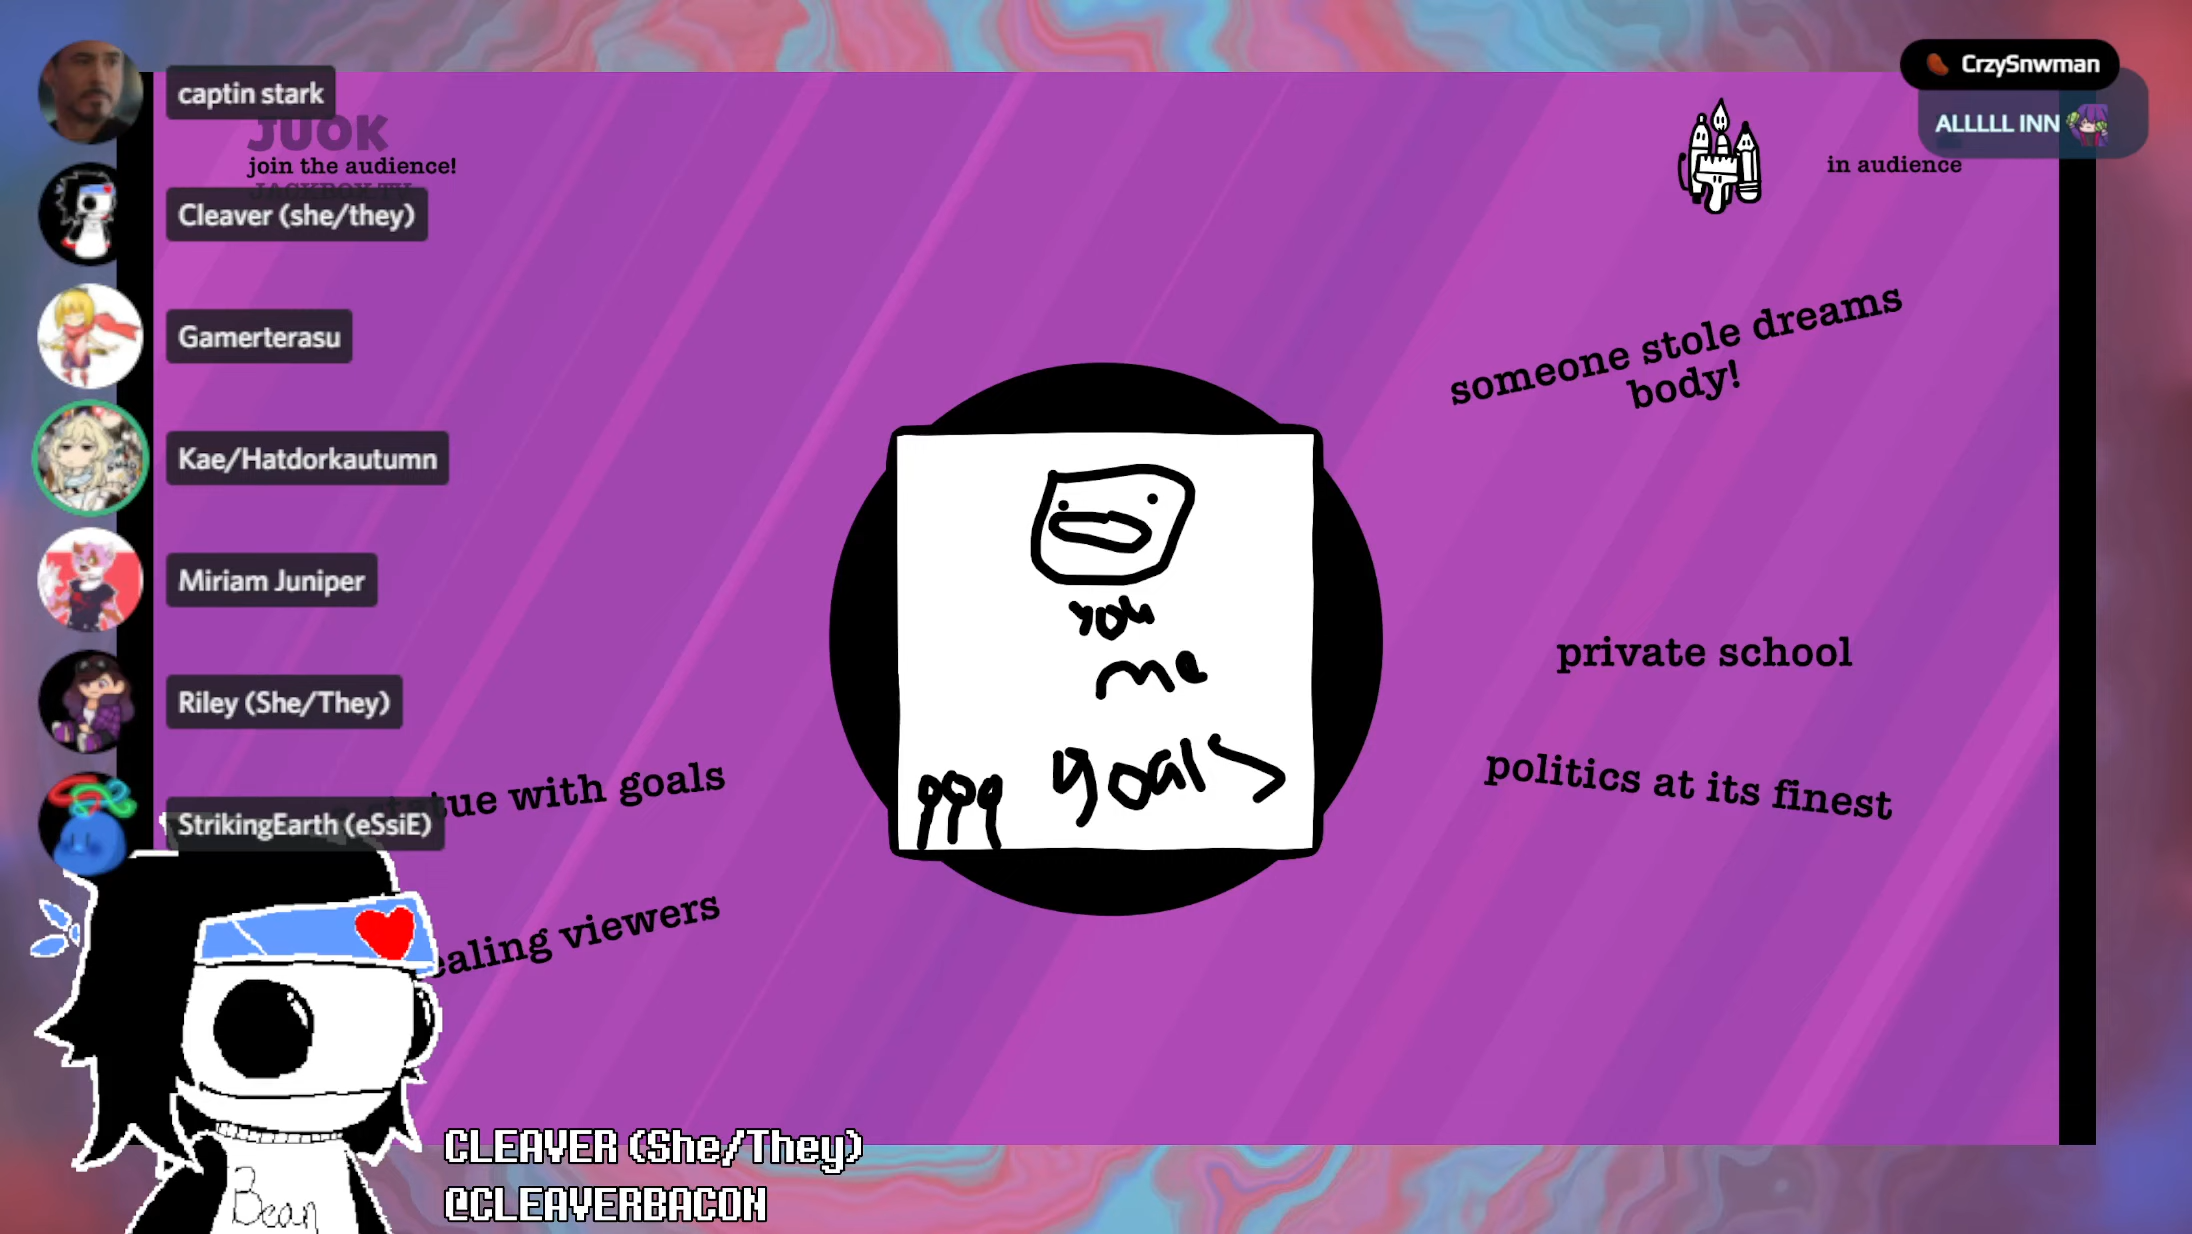 captin stark
JUOK
join the audience!
Cleaver (she/they)
Gamerterasu
Kae/Hatdorkautumn
Miriam Juniper
Riley (She/They)
StrikingEarth (eSsiE)
CrzySnwman
ALLLLL INN
in audience
someone stole dreams
body!
private school
politics at its finest
with goals
viewers
you
me
goals
Bean
CLEAVER (She/They)
@CLEAVERBACON